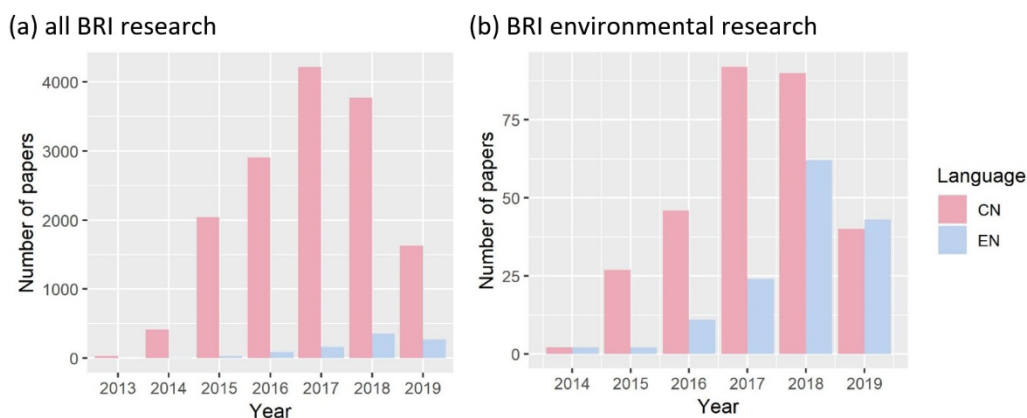 (a) all BRI research
Number of papers
4000
3000
2000
1000
0
2013 2014 2015 2016 2017 2018 2019
Year
(b) BRI environmental research
Number of papers
75
50
25
0
2014 2015 2016 2017 2018 2019
Year
Language
CN
EN